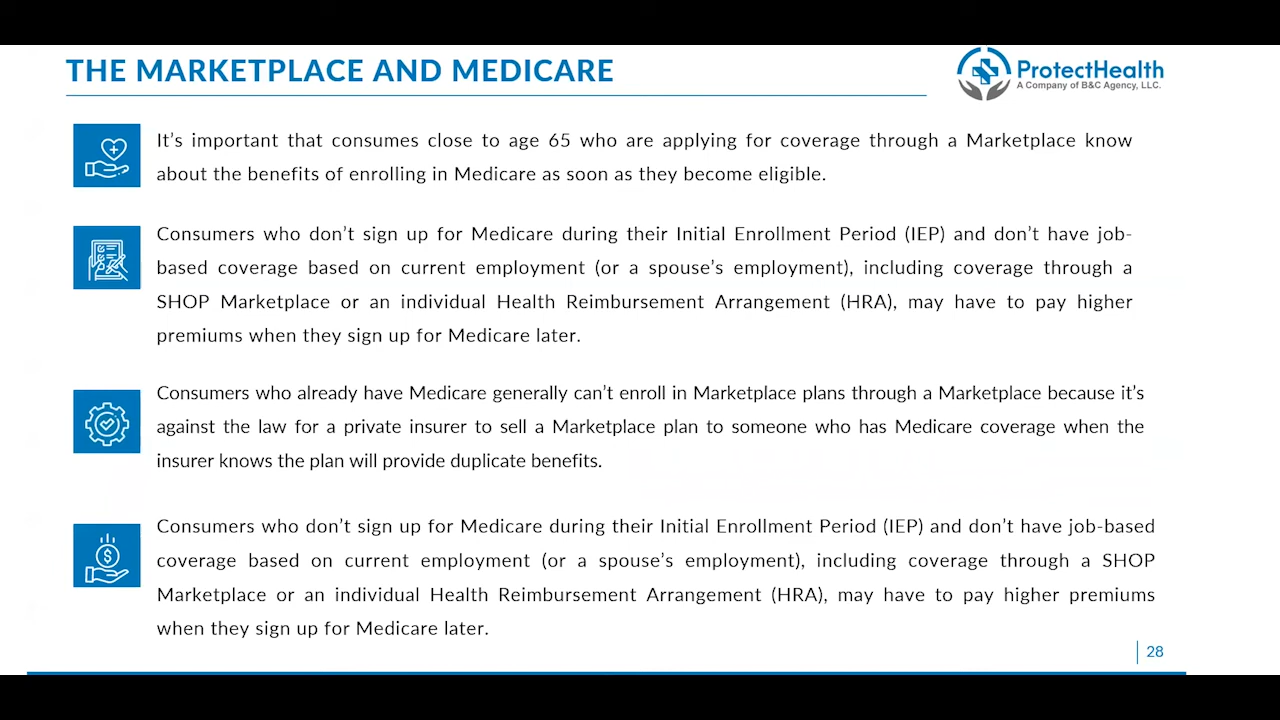 THE MARKETPLACE AND MEDICARE
ProtectHealth
A Company of B&C Agency, LLC.
It's important that consumes close to age 65 who are applying for coverage through a Marketplace know
about the benefits of enrolling in Medicare as soon as they become eligible.
Consumers who don't sign up for Medicare during their Initial Enrollment Period (IEP) and don't have job-
based coverage based on current employment (or a spouse's employment), including coverage through a
SHOP Marketplace or an individual Health Reimbursement Arrangement (HRA), may have to pay higher
premiums when they sign up for Medicare later.
Consumers who already have Medicare generally can't enroll in Marketplace plans through a Marketplace because it's
against the law for a private insurer to sell a Marketplace plan to someone who has Medicare coverage when the
insurer knows the plan will provide duplicate benefits.
Consumers who don't sign up for Medicare during their Initial Enrollment Period (IEP) and don't have job-based
coverage based on current employment (or a spouse's employment), including coverage through a SHOP
Marketplace or an individual Health Reimbursement Arrangement (HRA), may have to pay higher premiums
when they sign up for Medicare later.
28